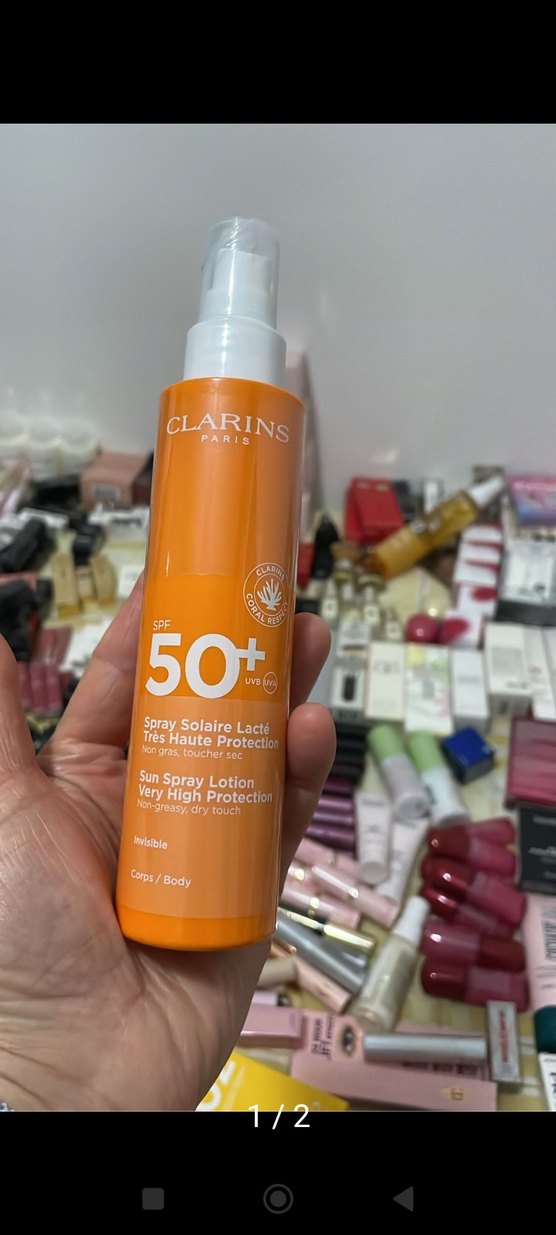 CLARINS
PARIS
CLARINS
CORAL RESPECT
SPF
50+
UVB UVA
Spray Solaire Lacté
Très Haute Protection
Non gras, toucher sec
Sun Spray Lotion
Very High Protection
Non-greasy, dry touch
Invisible
Corps / Body
1 / 2